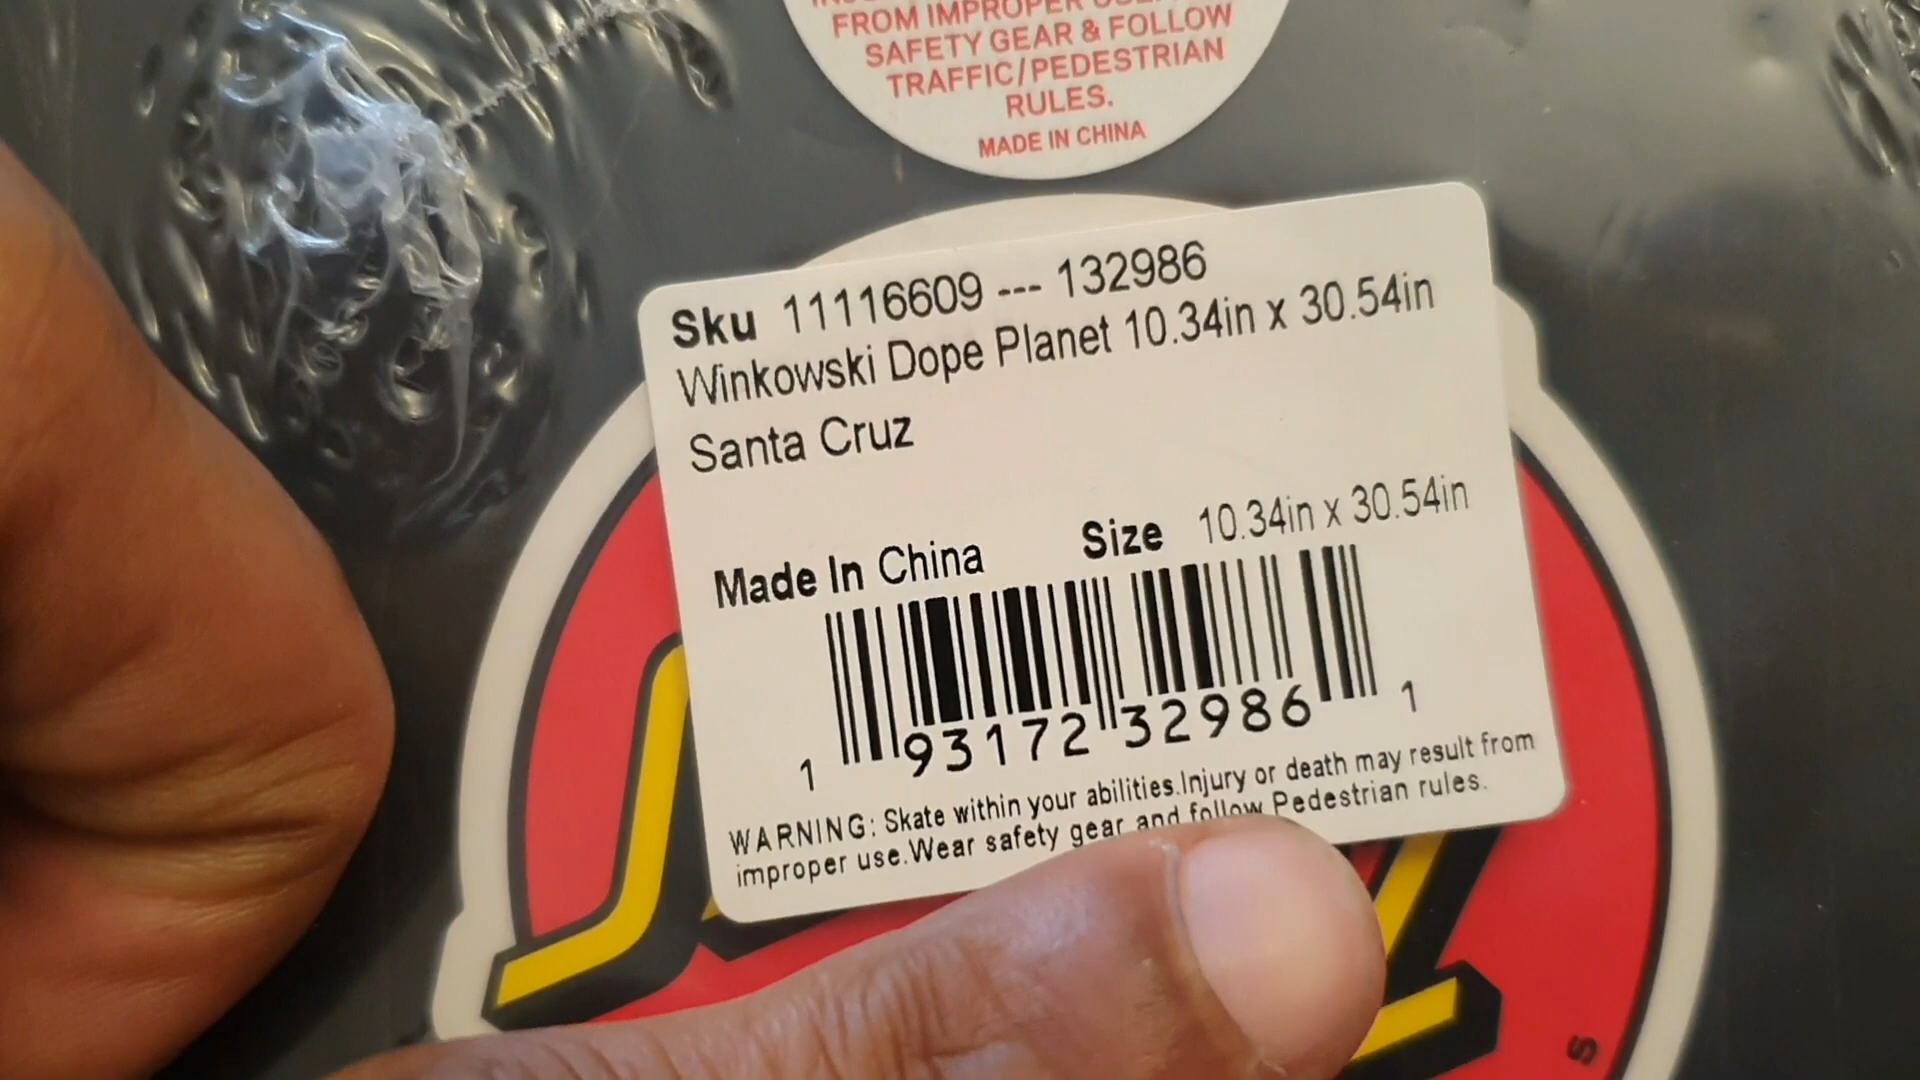 FROM IMPROPER
SAFETY GEAR & FOLLOW
TRAFFIC/PEDESTRIAN
RULES.
MADE IN CHINA
Sku 11116609 --- 132986
Winkowski Dope Planet 10.34in x 30.54in
Santa Cruz
Made In China Size 10.34in x 30.54in
1 93172 32986 1
WARNING: Skate within your abilities.Injury or death may result from
improper use.Wear safety gear and follow Pedestrian rules.
S